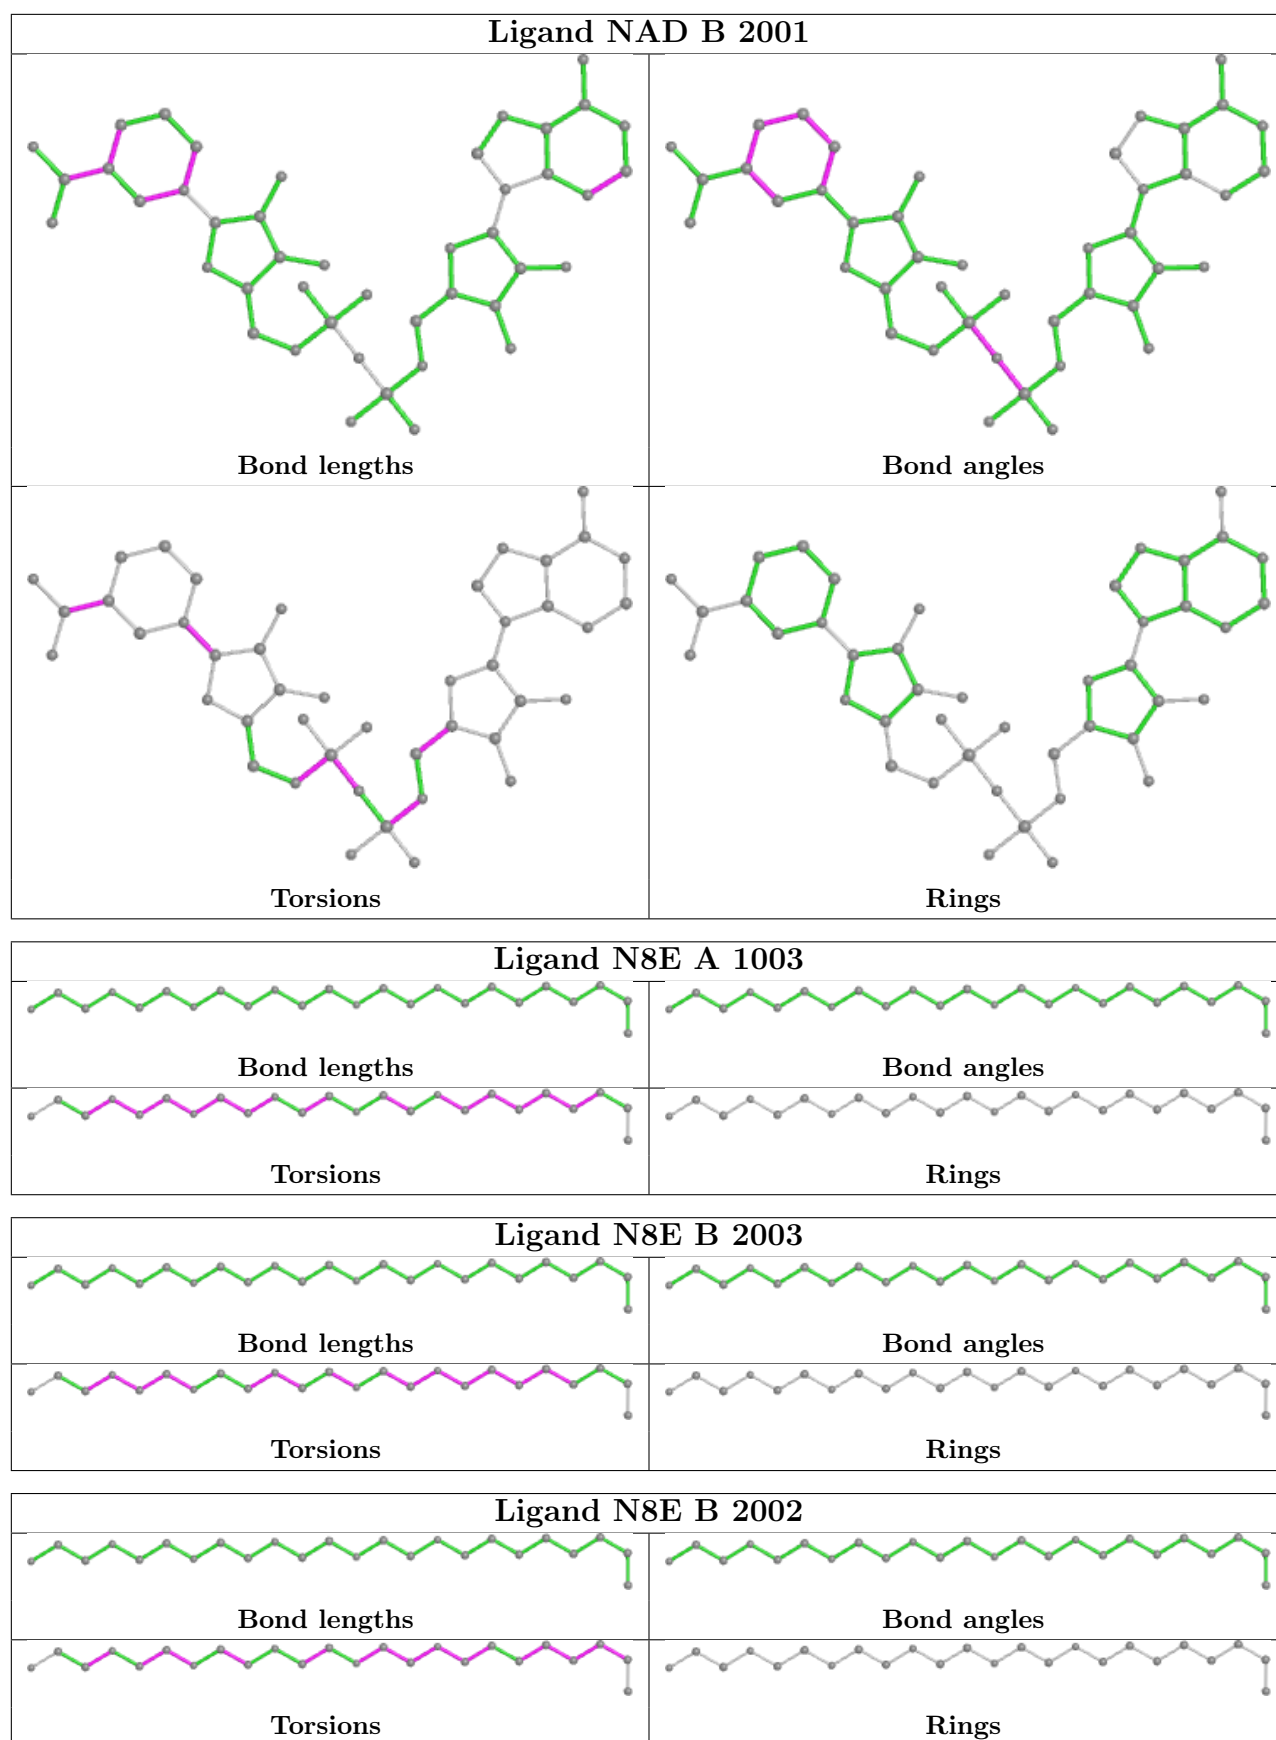 Ligand NAD B 2001
Bond lengths
Bond angles
Torsions
Rings
Ligand N8E A 1003
Bond lengths
Bond angles
Torsions
Rings
Ligand N8E B 2003
Bond lengths
Bond angles
Torsions
Rings
Ligand N8E B 2002
Bond lengths
Bond angles
Torsions
Rings